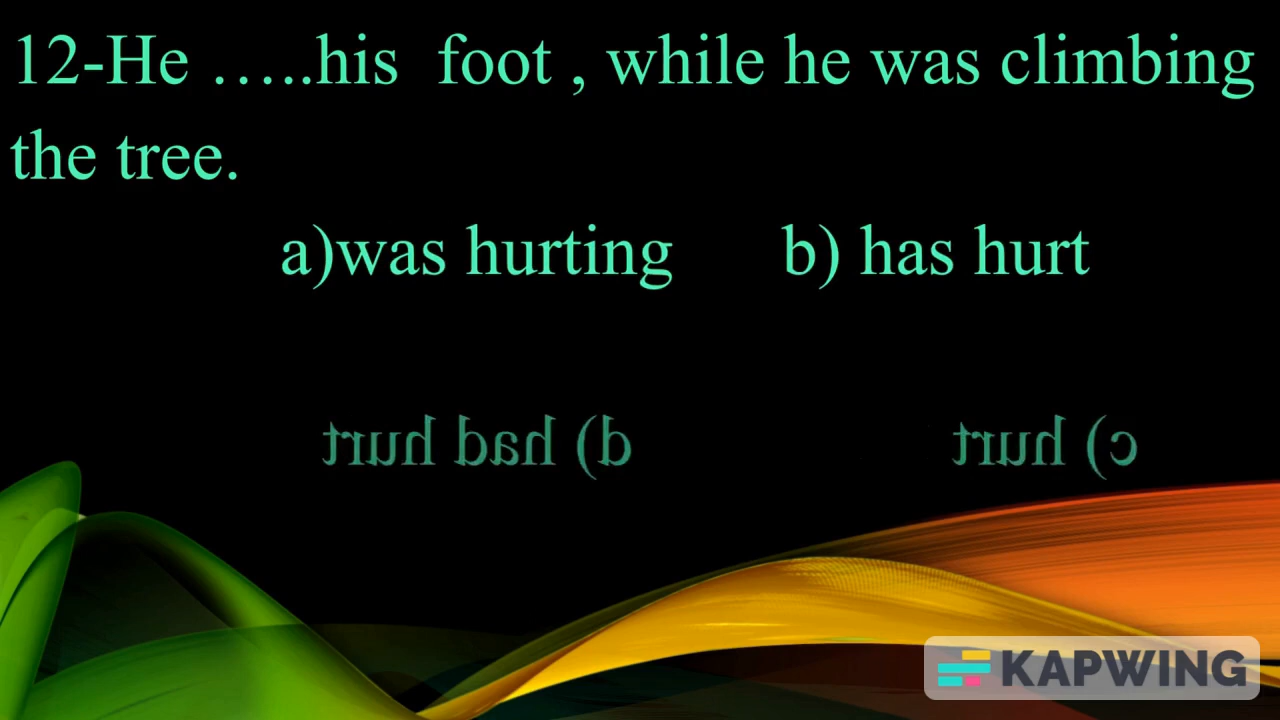 12-He …..his  foot , while he was climbing
the tree.
a)was hurting b) has hurt
c) hurt d) had hurt
KAPWING